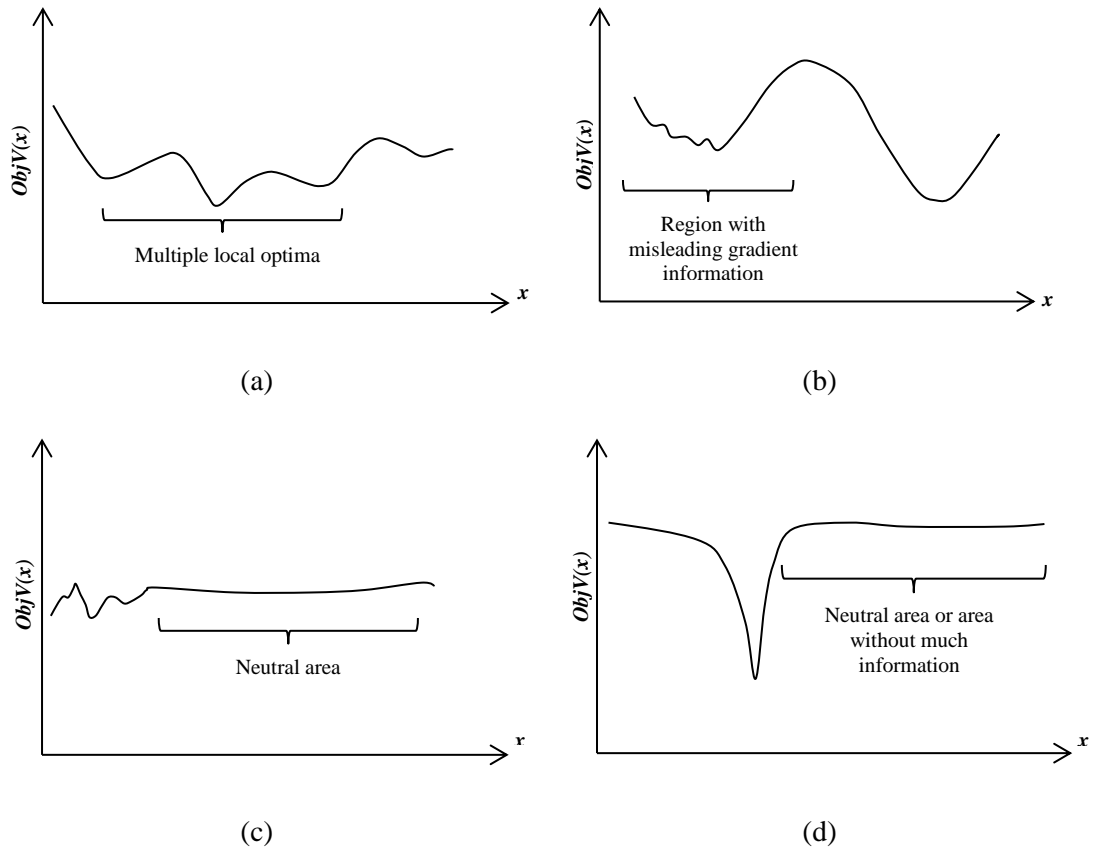 ObjV(x)
Multiple local optima
x
(a)
ObjV(x)
Region with
misleading gradient
information
x
(b)
ObjV(x)
Neutral area
x
(c)
ObjV(x)
Neutral area or area
without much
information
x
(d)